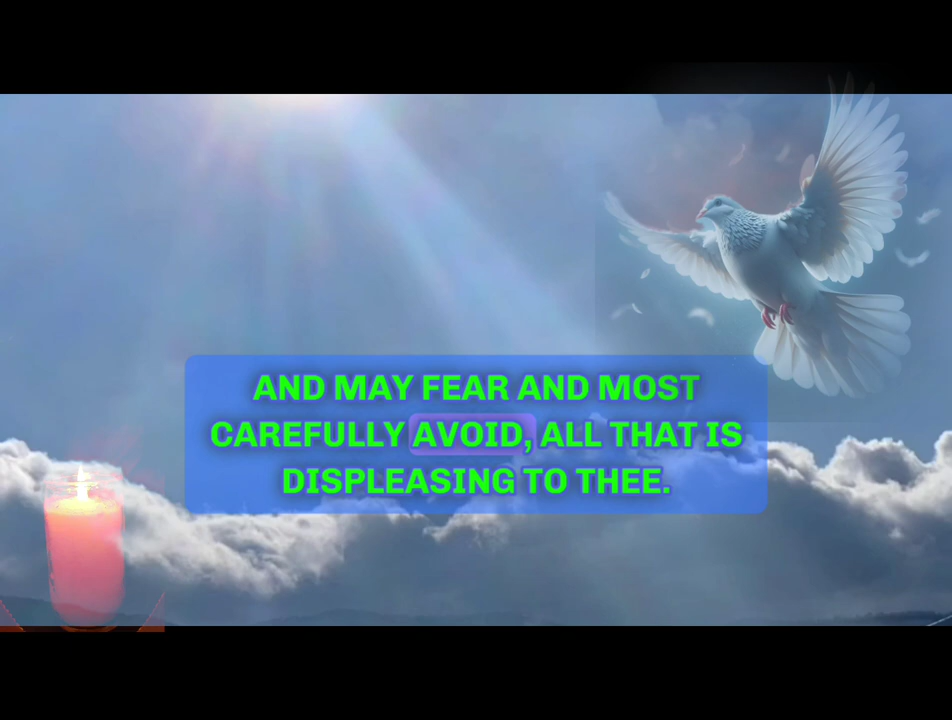 AND MAY FEAR AND MOST
CAREFULLY AVOID, ALL THAT IS
DISPLEASING TO THEE.